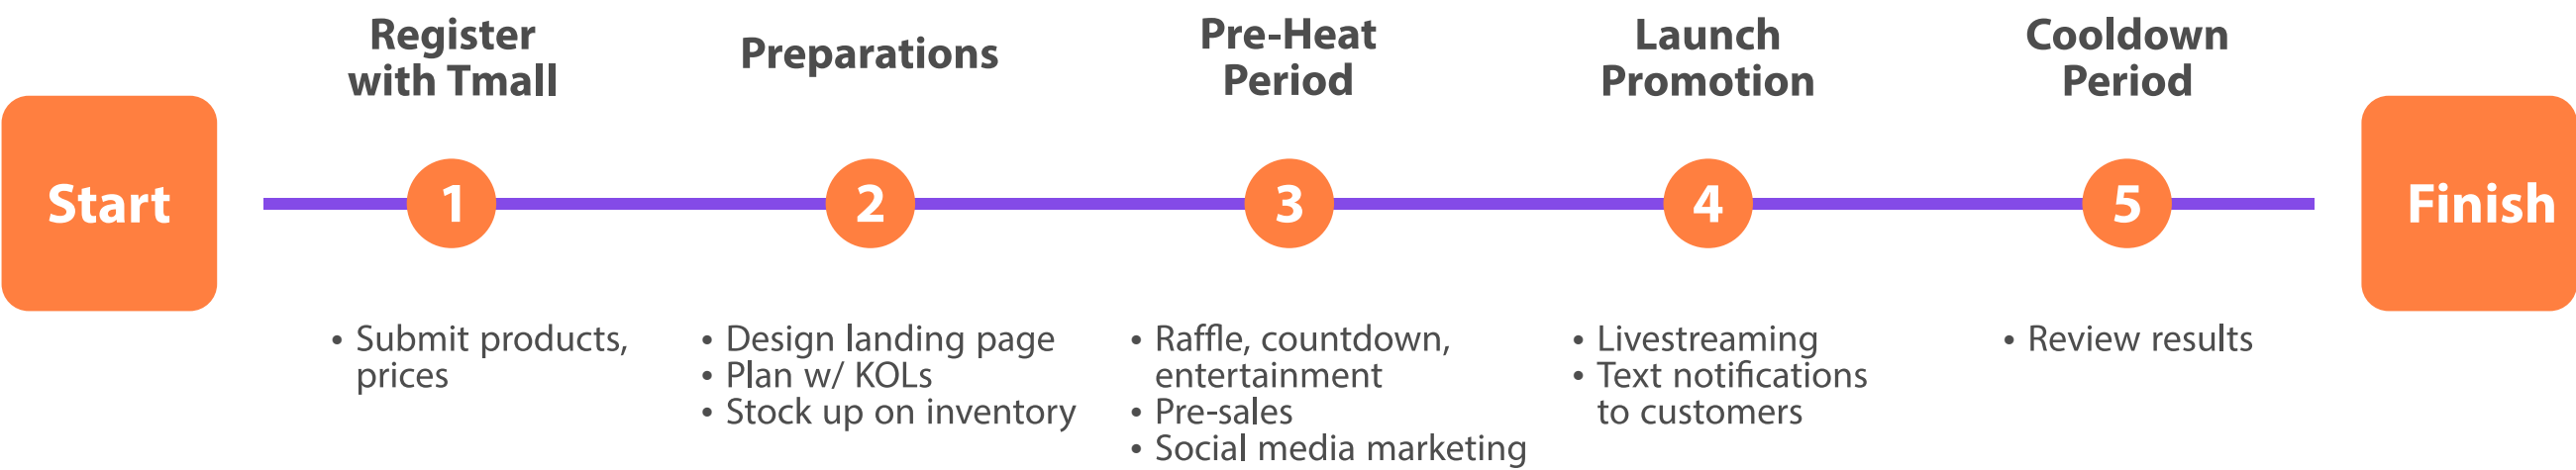 Start
Register
with Tmall
1
• Submit products,
prices
Preparations
2
• Design landing page
• Plan w/ KOLs
• Stock up on inventory
Pre-Heat
Period
3
• Raffle, countdown,
entertainment
• Pre-sales
• Social media marketing
Launch
Promotion
4
• Livestreaming
• Text notifications
to customers
Cooldown
Period
5
• Review results
Finish